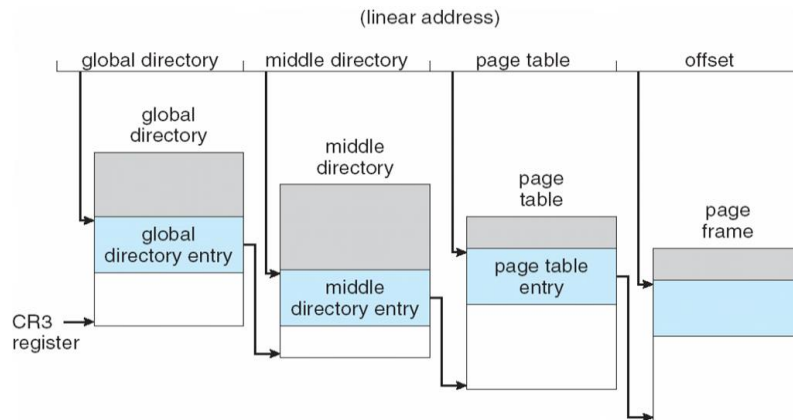 (linear address)
global directory
middle directory
page table
offset
global
directory
middle
directory
page
table
page
frame
global
directory entry
middle
directory entry
page table
entry
CR3
register